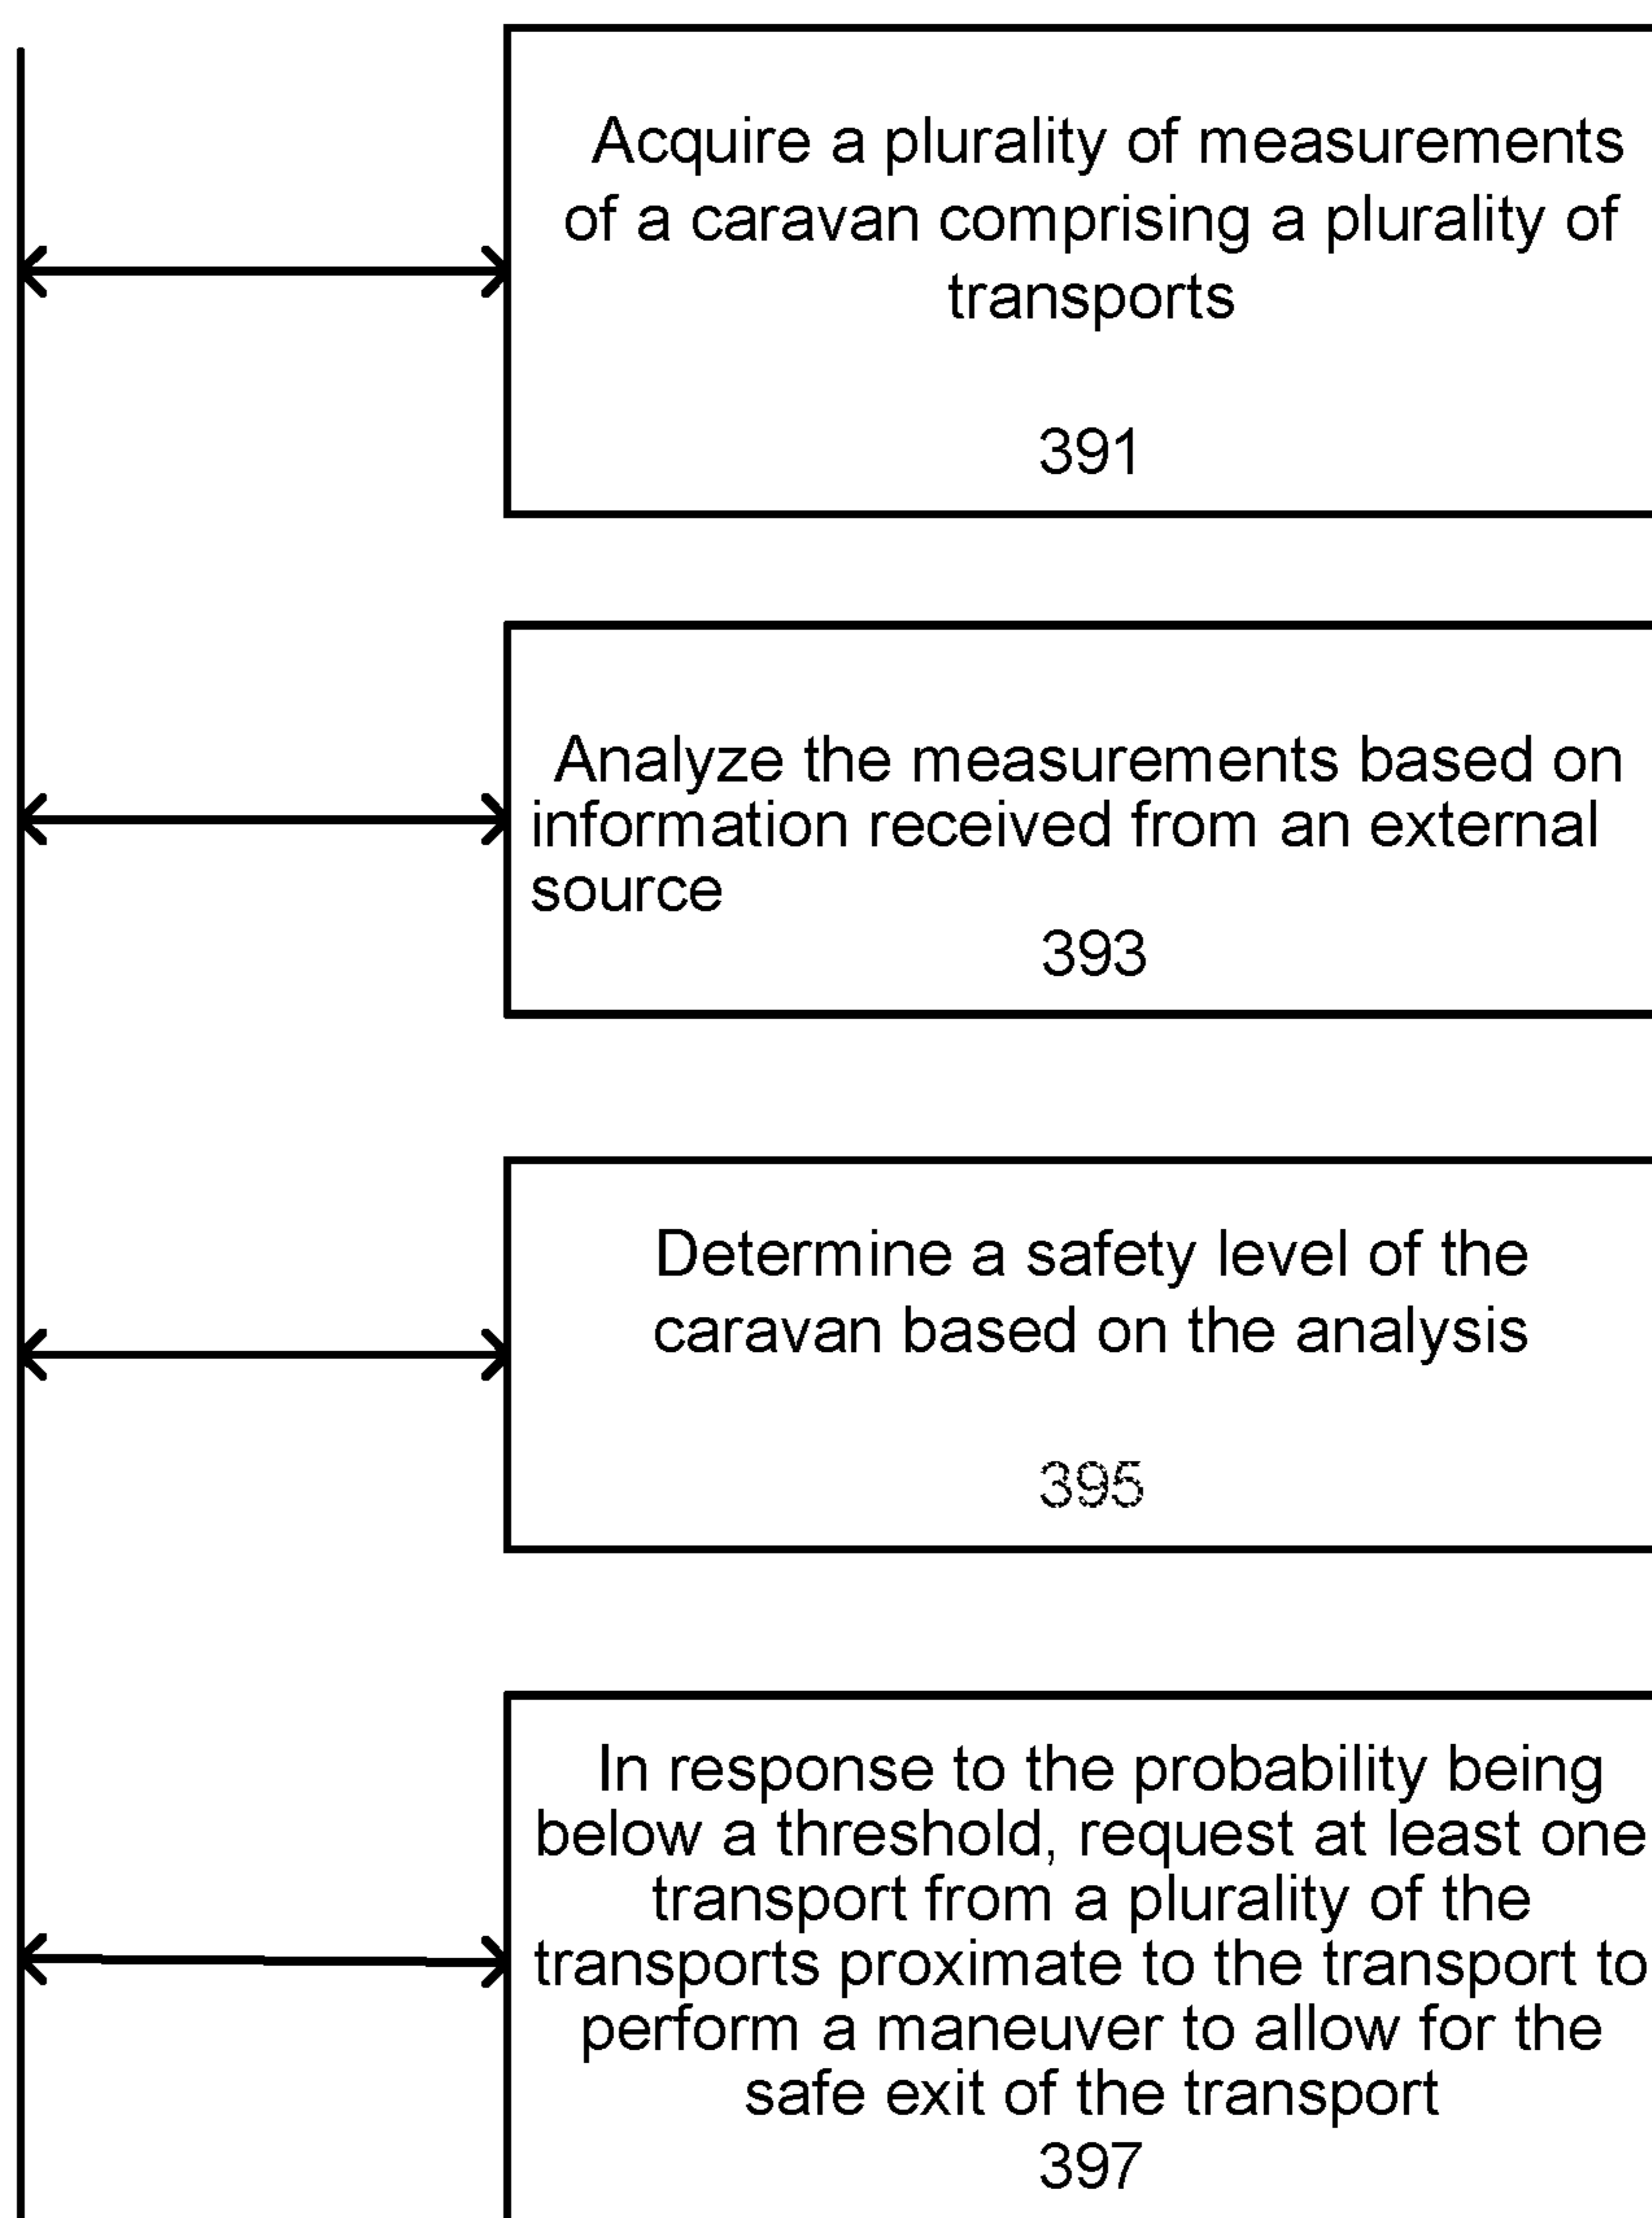 Acquire a plurality of measurements
of a caravan comprising a plurality of
transports
391
Analyze the measurements based on
information received from an external
source
393
Determine a safety level of the
caravan based on the analysis
395
In response to the probability being
below a threshold, request at least one
transport from a plurality of the
transports proximate to the transport to
perform a maneuver to allow for the
safe exit of the transport
397